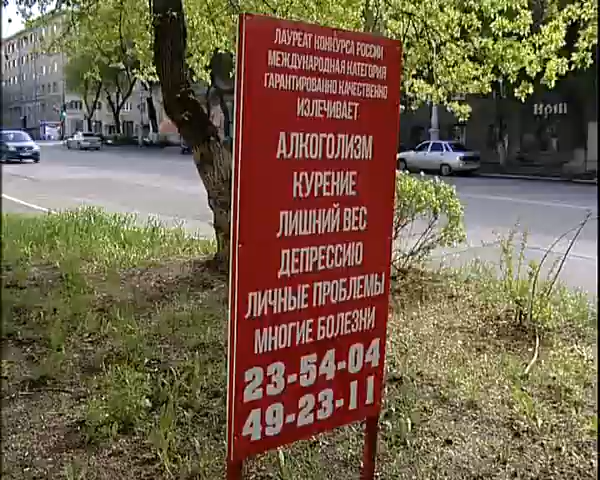 ЛАУРЕАТ КОНКУРСА РОССИИ
МЕЖДУНАРОДНАЯ КАТЕГОРИЯ
ГАРАНТИРОВАННО КАЧЕСТВЕННО
ИЗЛЕЧИВАЕТ
АЛКОГОЛИЗМ
КУРЕНИЕ
ЛИШНИЙ ВЕС
ДЕПРЕССИЮ
ЛИЧНЫЕ ПРОБЛЕМЫ
МНОГИЕ БОЛЕЗНИ
23-54-04
49-23-11